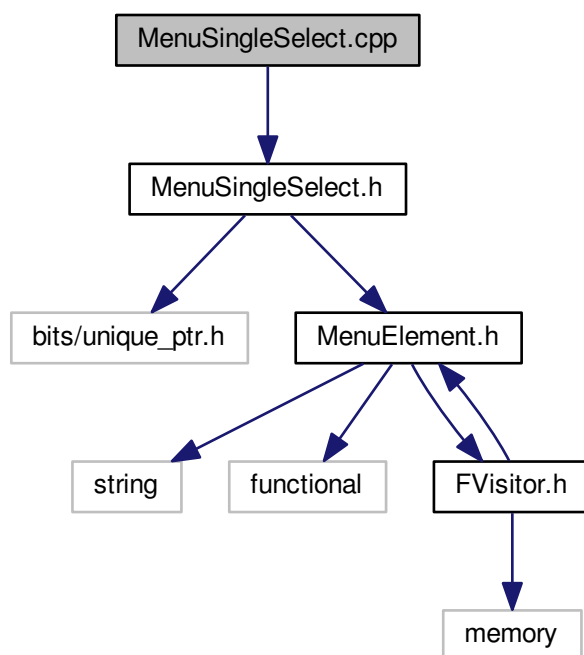 MenuSingleSelect.cpp
MenuSingleSelect.h
bits/unique_ptr.h
MenuElement.h
string
functional
FVisitor.h
memory